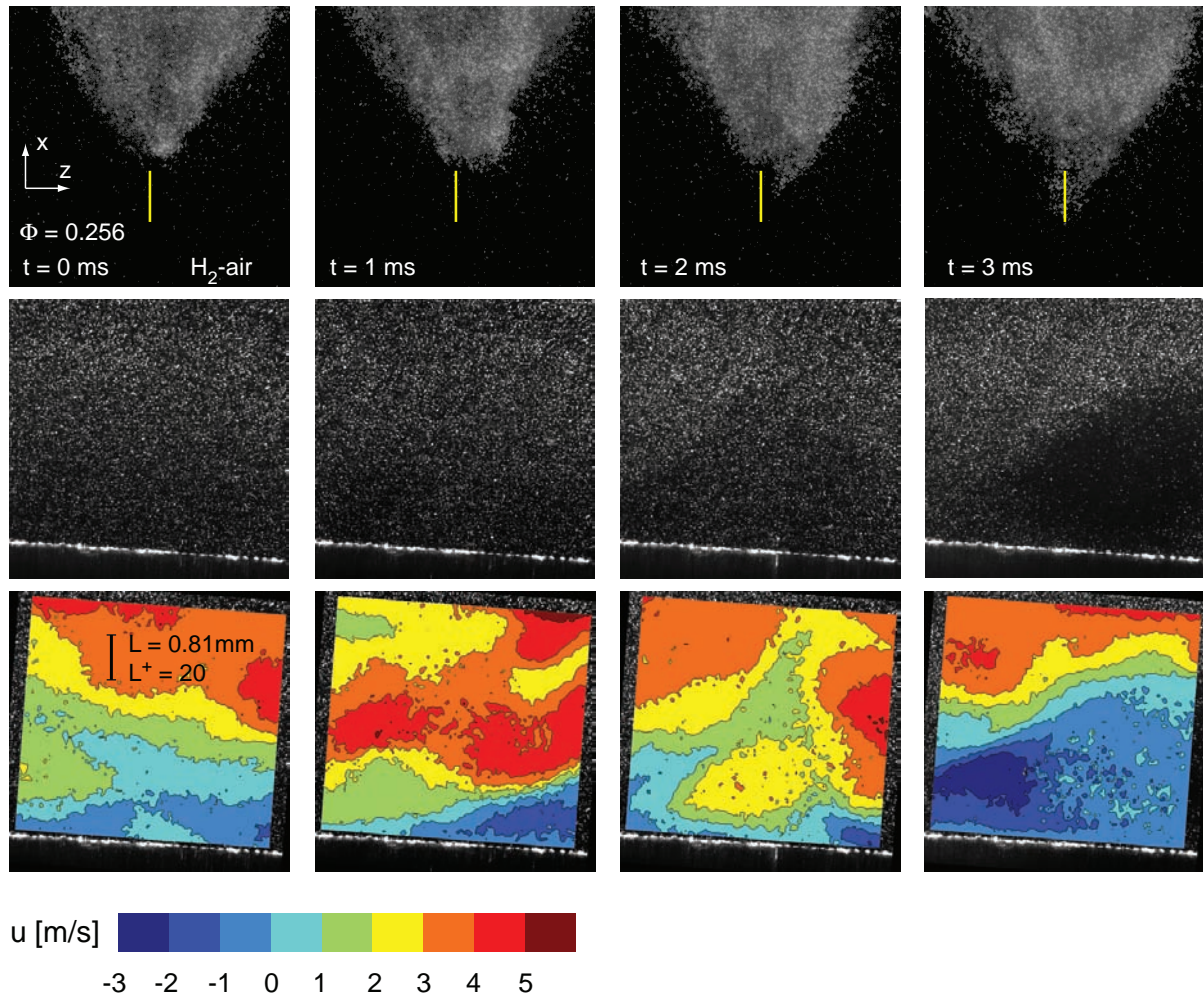 x
z
Φ = 0.256
t = 0 ms H₂-air
t = 1 ms
t = 2 ms
t = 3 ms
L = 0.81mm
L⁺ = 20
u [m/s]
-3 -2 -1 0 1 2 3 4 5